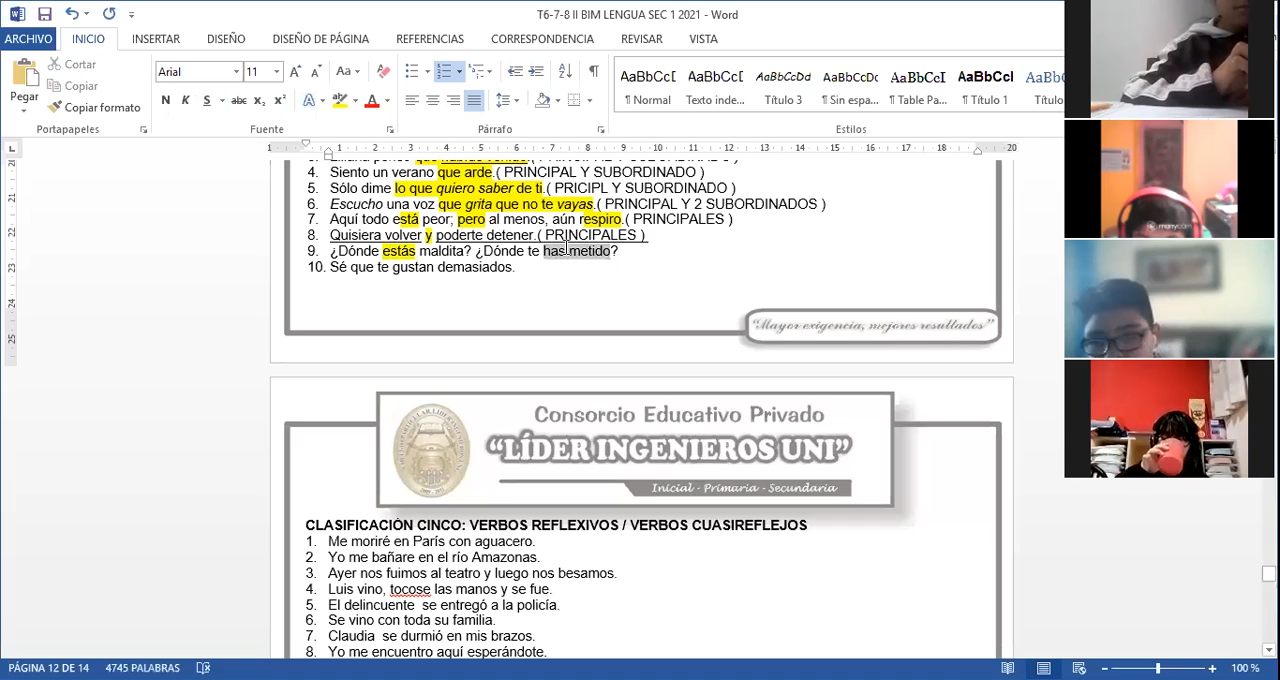 T6-7-8 II BIM LENGUA SEC 1 2021 - Word
ARCHIVO INICIO INSERTAR DISEÑO DISEÑO DE PÁGINA REFERENCIAS CORRESPONDENCIA REVISAR VISTA
Pegar
Cortar
Copiar
Copiar formato
Portapapeles
Arial 11
N K S abc x₂ x²
Fuente
Párrafo
AaBbCcI AaBbCcI AaBbCcDd AaBbCcDc AaBbCcI AaBbCcI AaBbC
¶ Normal Texto inde... Título 3 ¶ Sin espa... ¶ Table Pa... ¶ Título 1 Título
Estilos
4. Siento un verano que arde.( PRINCIPAL Y SUBORDINADO )
5. Sólo dime lo que quiero saber de ti.( PRICIPL Y SUBORDINADO )
6. Escucho una voz que grita que no te vayas.( PRINCIPAL Y 2 SUBORDINADOS )
7. Aquí todo está peor; pero al menos, aún respiro.( PRINCIPALES )
8. Quisiera volver y poderte detener.( PRINCIPALES )
9. ¿Dónde estás maldita? ¿Dónde te has metido?
10. Sé que te gustan demasiados.
"Mayor exigencia, mejores resultados"
Consorcio Educativo Privado
"LÍDER INGENIEROS UNI"
Inicial - Primaria - Secundaria
CLASIFICACIÓN CINCO: VERBOS REFLEXIVOS / VERBOS CUASIREFLEJOS
1. Me moriré en París con aguacero.
2. Yo me bañare en el río Amazonas.
3. Ayer nos fuimos al teatro y luego nos besamos.
4. Luis vino, tocose las manos y se fue.
5. El delincuente se entregó a la policía.
6. Se vino con toda su familia.
7. Claudia se durmió en mis brazos.
8. Yo me encuentro aquí esperándote.
PÁGINA 12 DE 14 4745 PALABRAS 100 %